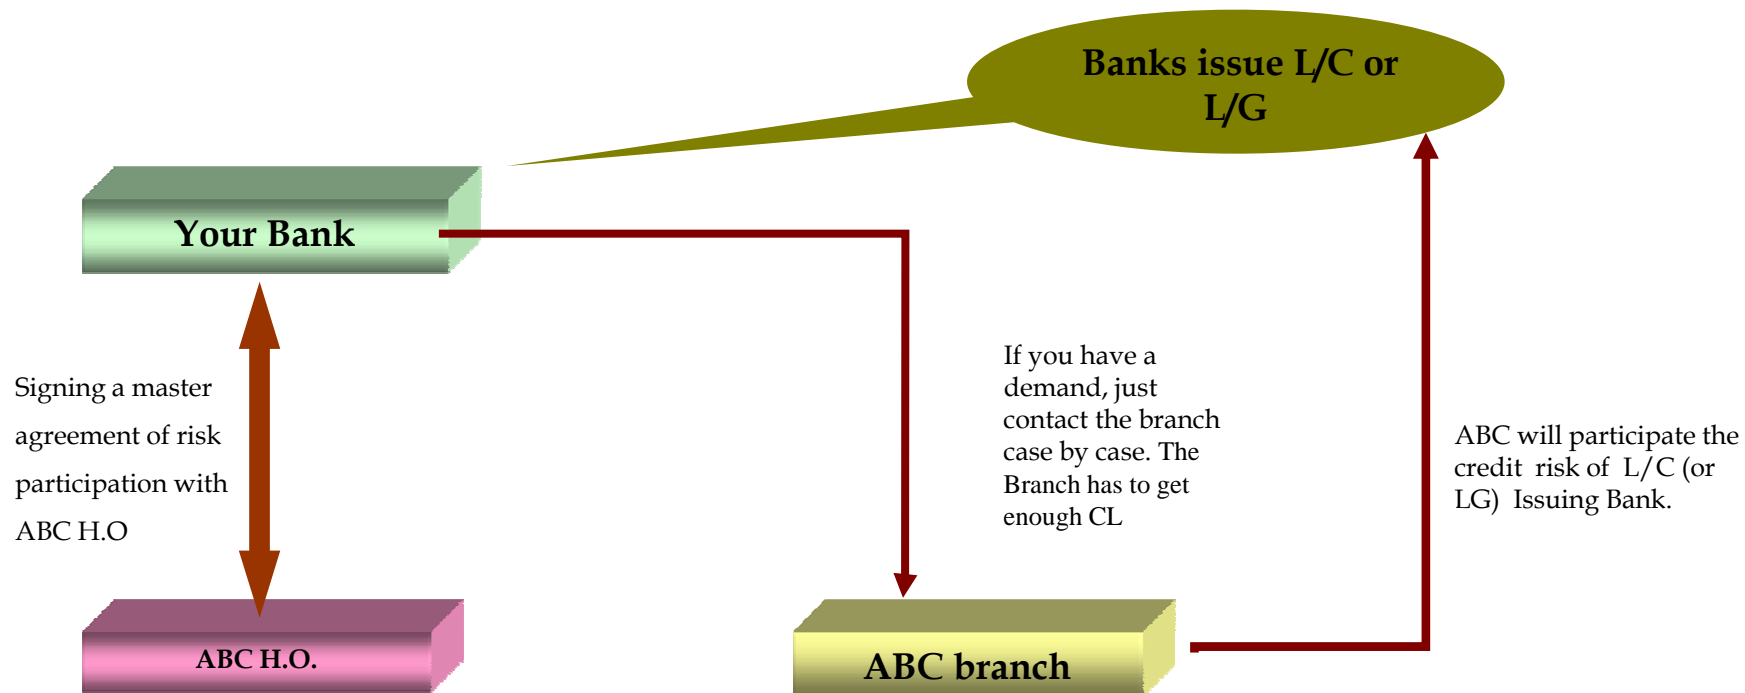 Banks issue L/C or
L/G
Your Bank
Signing a master
agreement of risk
participation with
ABC H.O
If you have a
demand, just
contact the branch
case by case. The
Branch has to get
enough CL
ABC will participate the
credit risk of L/C (or
LG) Issuing Bank.
ABC H.O.
ABC branch